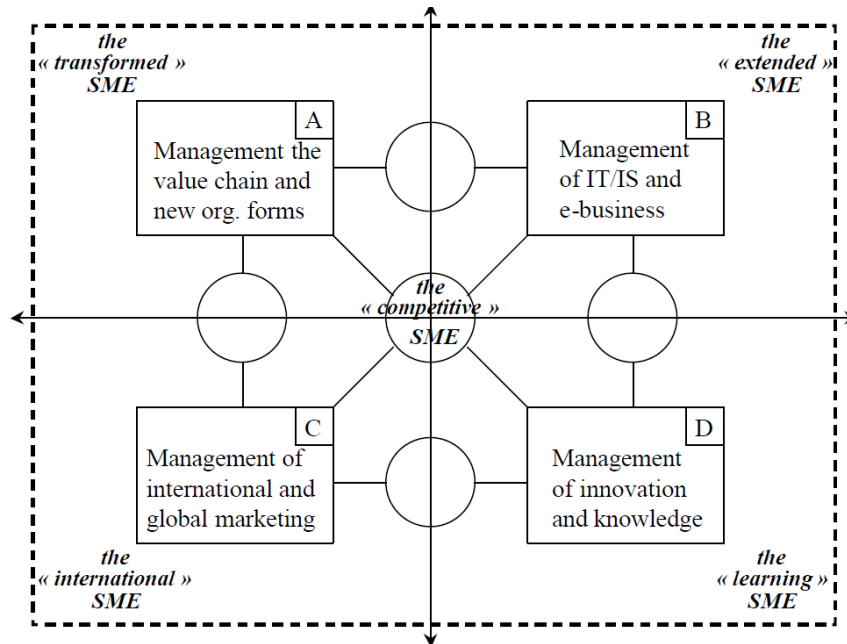 the
« transformed »
SME
the
« extended »
SME
A
Management the
value chain and
new org. forms
B
Management
of IT/IS and
e-business
the
« competitive »
SME
C
Management of
international and
global marketing
D
Management
of innovation
and knowledge
the
« international »
SME
the
« learning »
SME